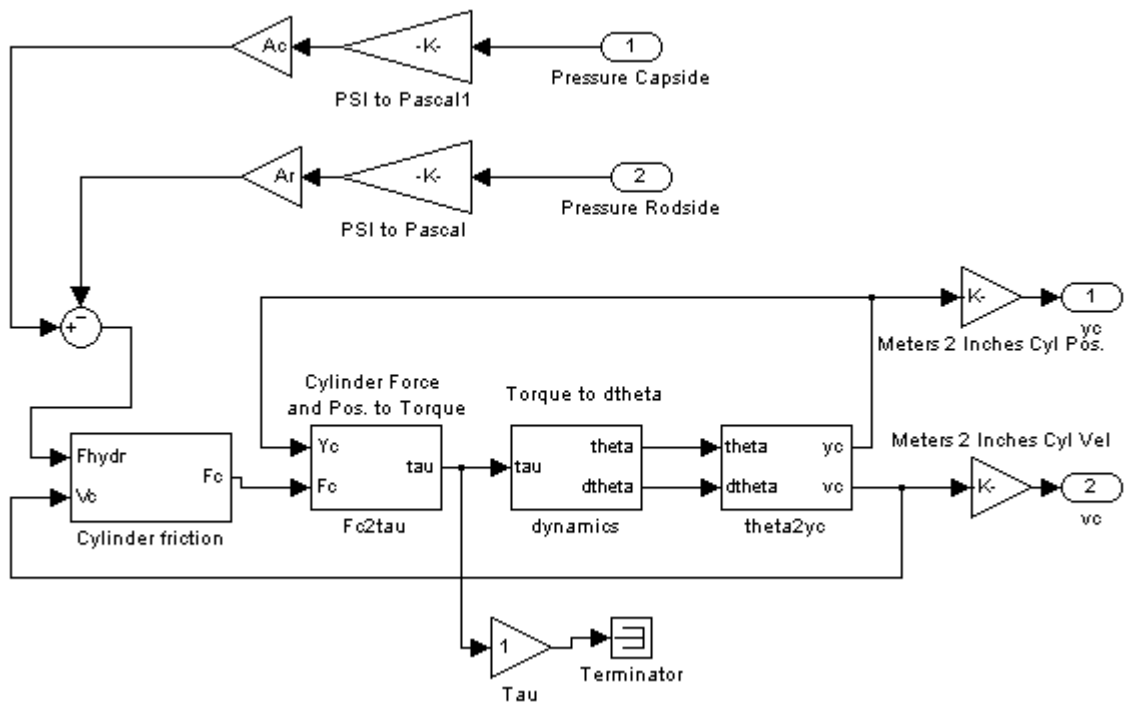 Ac
-K-
1
Pressure Capside
PSI to Pascal1
Ar
-K-
2
Pressure Rodside
PSI to Pascal
+
−
K-
1
yc
Meters 2 Inches Cyl Pos.
Cylinder Force
and Pos. to Torque
Torque to dtheta
Meters 2 Inches Cyl Vel
Fhydr
Vc
Fc
Cylinder friction
Yc
Fc
tau
Fc2tau
tau
theta
dtheta
dynamics
theta
dtheta
yc
vc
theta2yc
K-
2
vc
1
Tau
Terminator